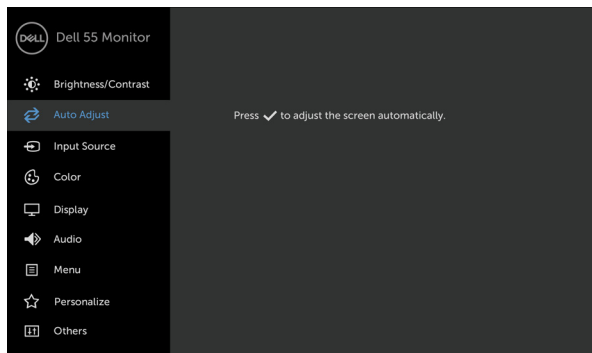 DELL Dell 55 Monitor
Brightness/Contrast
Auto Adjust
Press ✓ to adjust the screen automatically.
Input Source
Color
Display
Audio
Menu
Personalize
Others